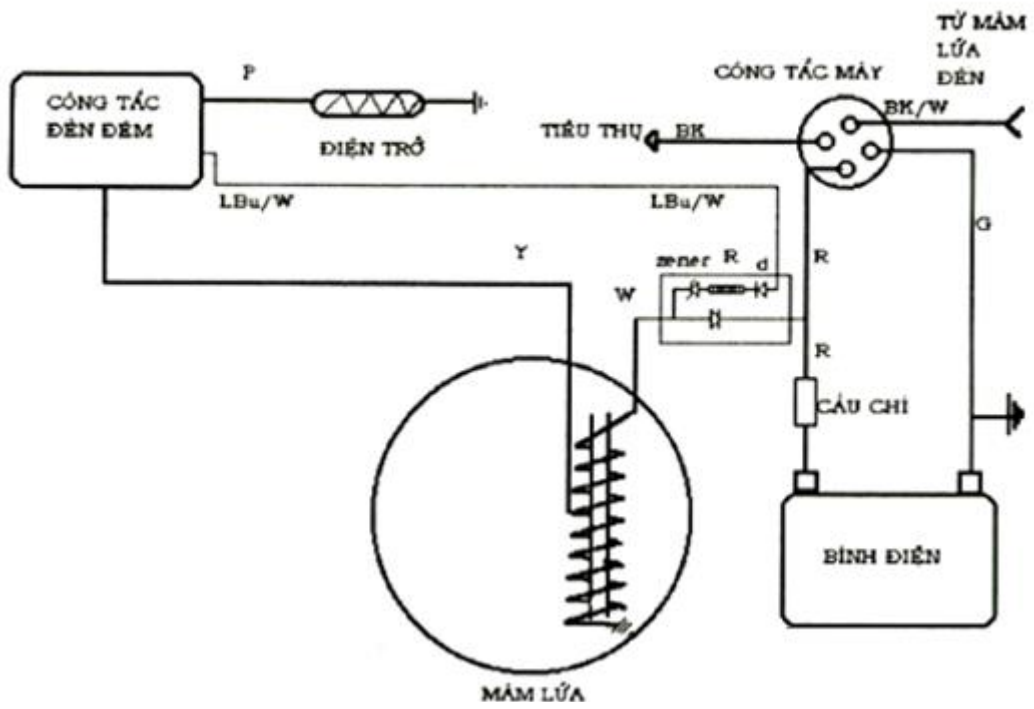 TỪ MÂM
LỬA
ĐÈN
CÔNG TẮC MÁY
BK/W
P
CÔNG TẮC
ĐÈN ĐÊM
TIÊU THỤ
BK
ĐIỆN TRỞ
LBu/W
LBu/W
G
Y
zener
R
d
R
W
R
CẦU CHÌ
BÌNH ĐIỆN
MÂM LỬA